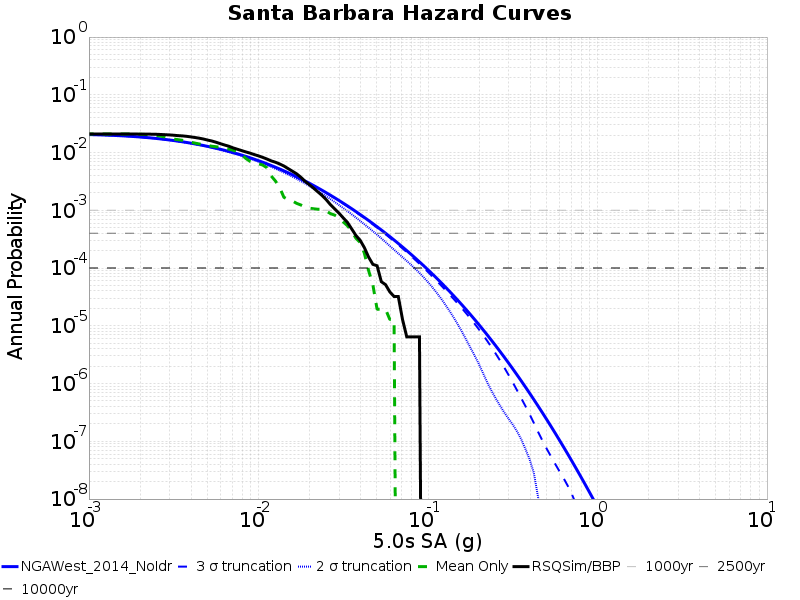 Santa Barbara Hazard Curves
10^0
10^-1
10^-2
10^-3
10^-4
10^-5
10^-6
10^-7
10^-8
Annual Probability
10^-3 10^-2 10^-1 10^0 10^1
5.0s SA (g)
NGAWest_2014_NoIdr 3 σ truncation 2 σ truncation Mean Only RSQSim/BBP 1000yr 2500yr
10000yr